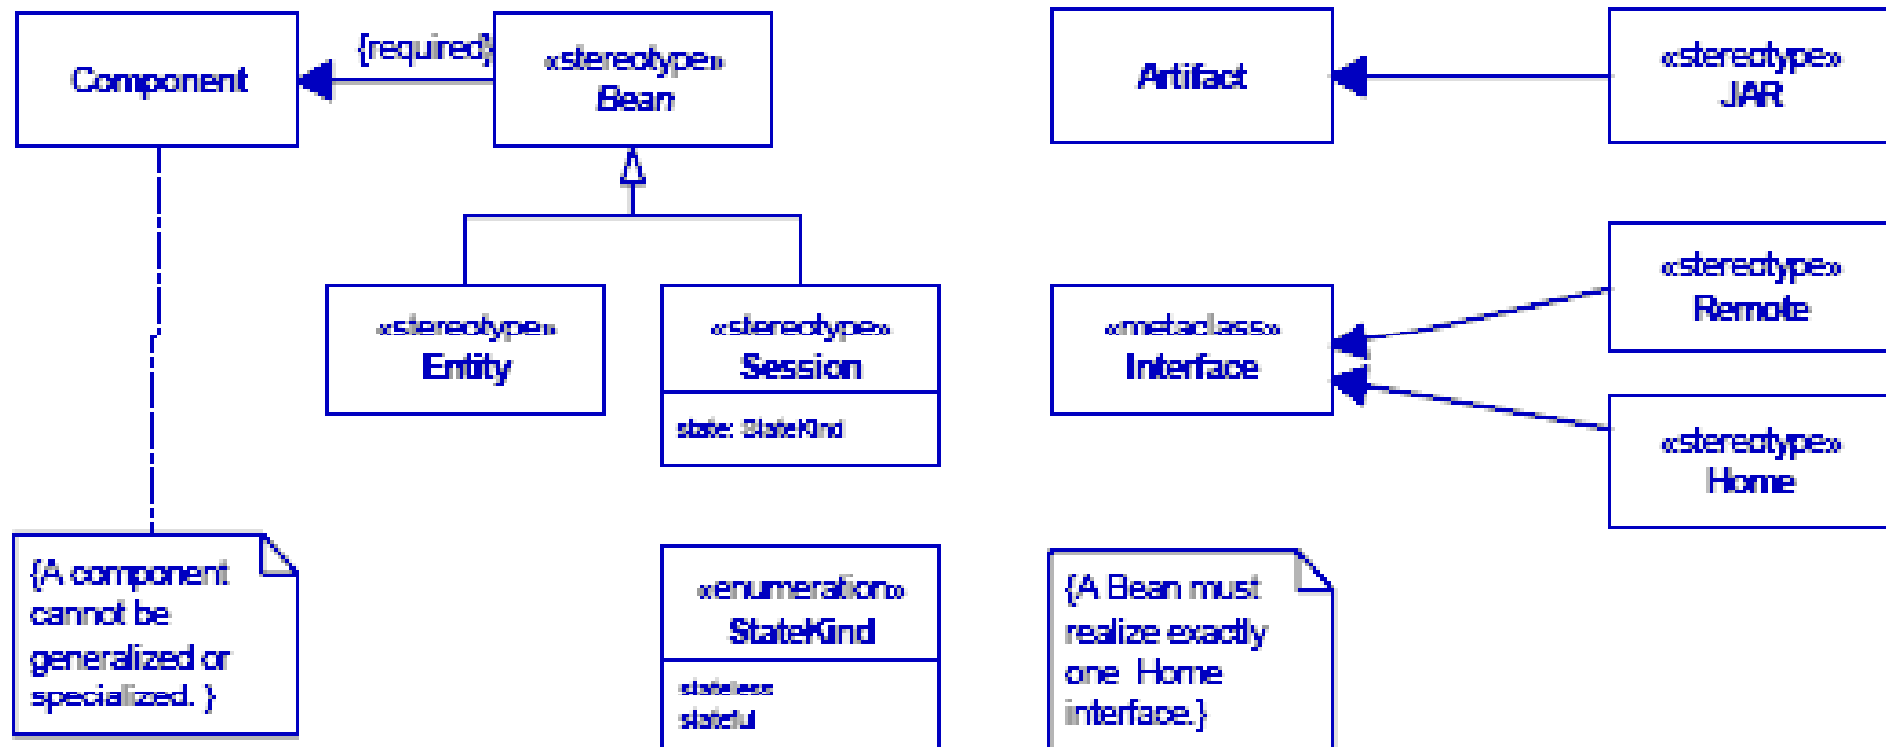 Component
{required}
«stereotype»
Bean
Artifact
«stereotype»
JAR
«stereotype»
Entity
«stereotype»
Session
state: StateKind
«metaclass»
Interface
«stereotype»
Remote
«stereotype»
Home
{A component
cannot be
generalized or
specialized. }
«enumeration»
StateKind
stateless
stateful
{A Bean must
realize exactly
one Home
interface.}